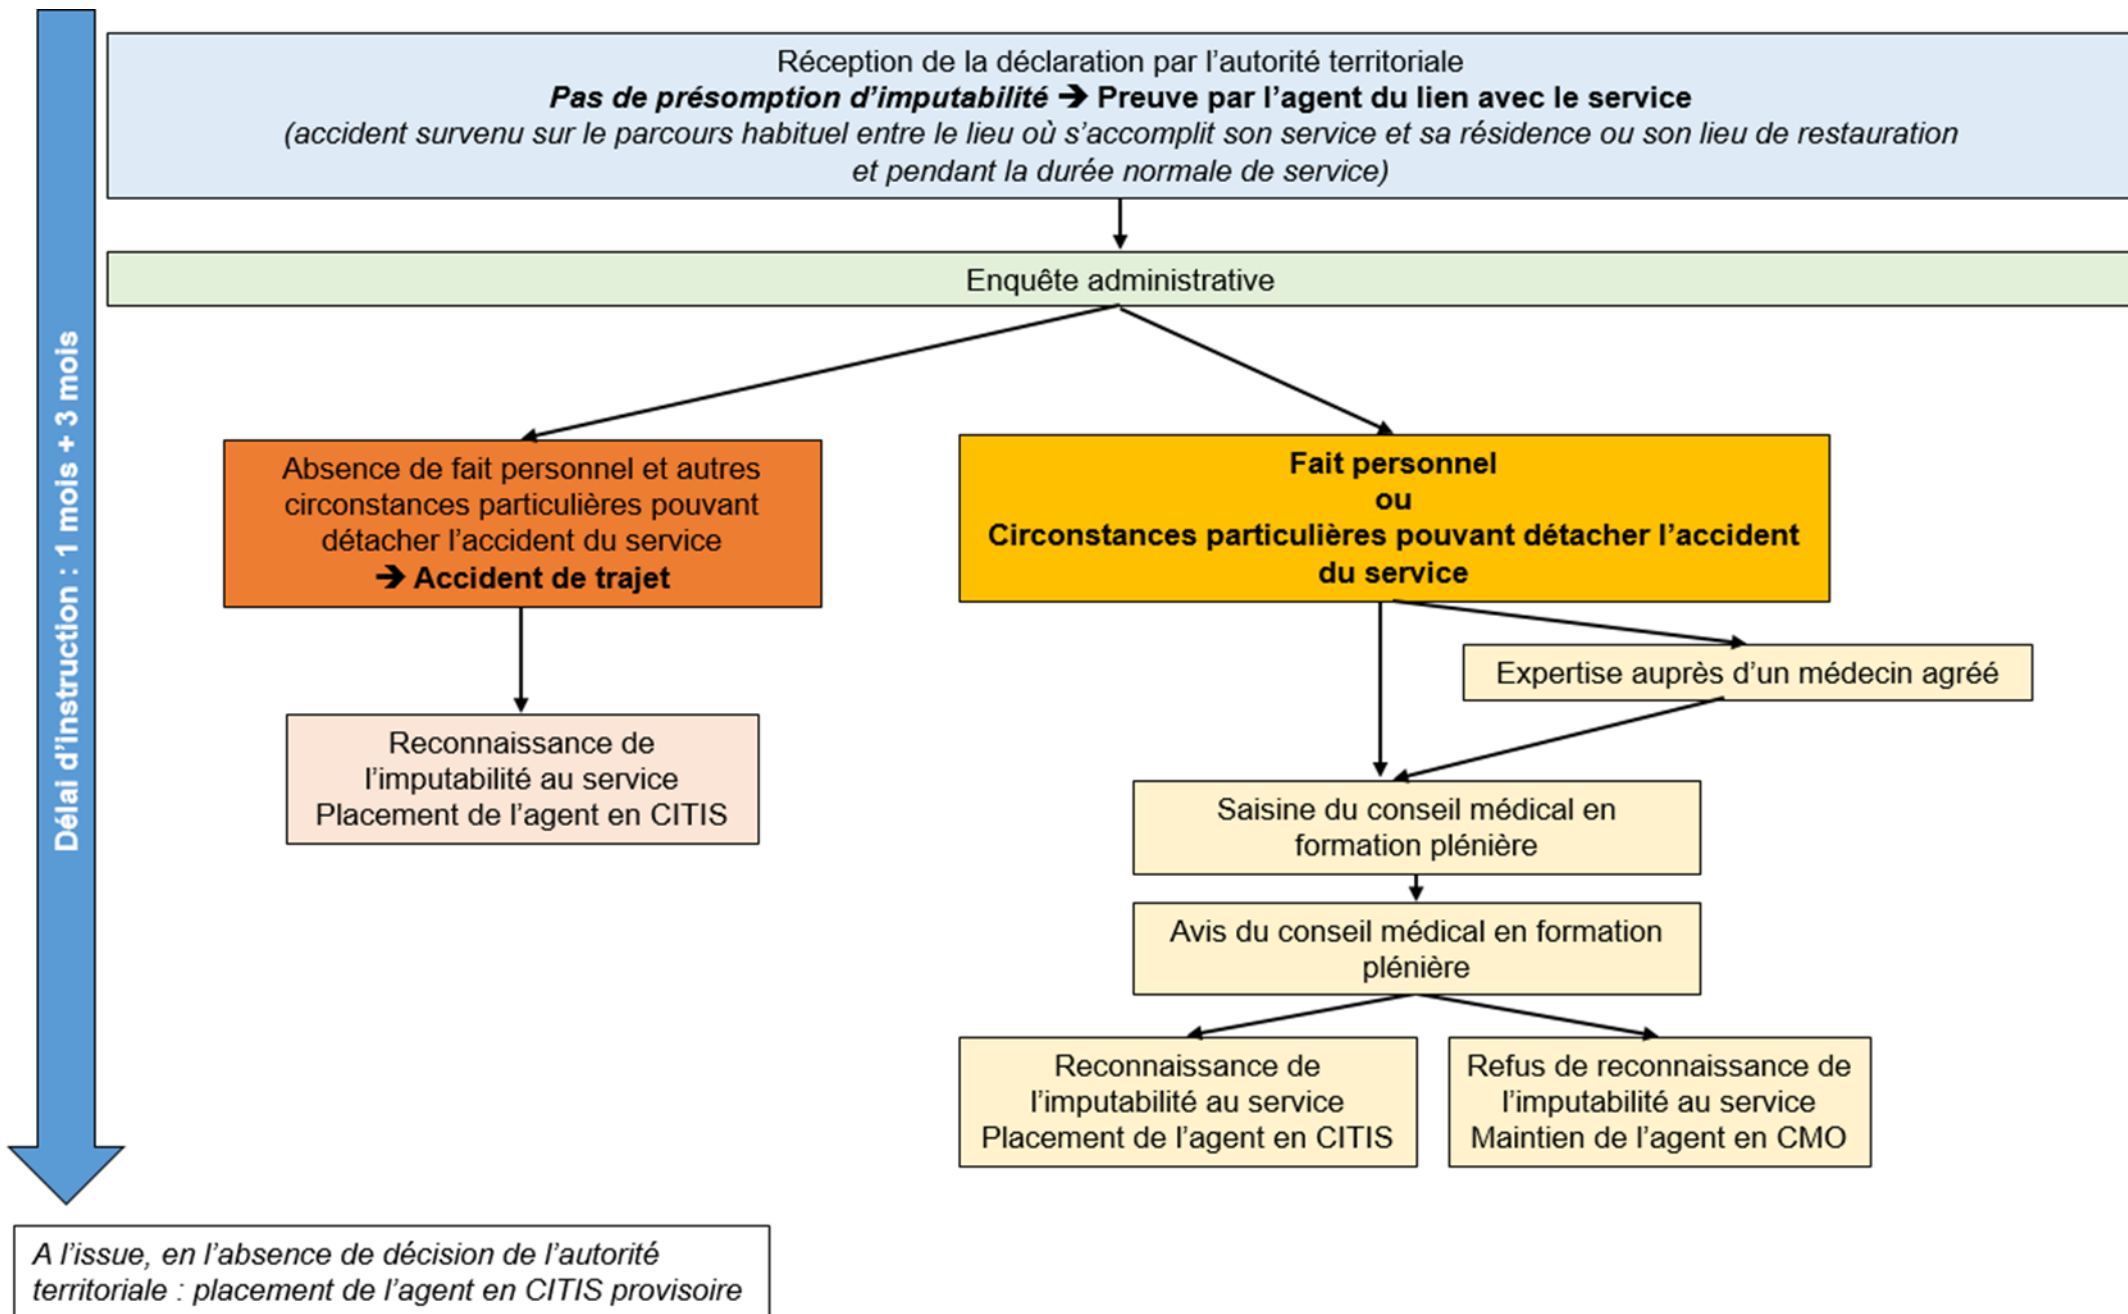 Réception de la déclaration par l’autorité territoriale
Pas de présomption d’imputabilité ➔ Preuve par l’agent du lien avec le service
(accident survenu sur le parcours habituel entre le lieu où s’accomplit son service et sa résidence ou son lieu de restauration
et pendant la durée normale de service)
Enquête administrative
Délai d’instruction : 1 mois + 3 mois
Absence de fait personnel et autres
circonstances particulières pouvant
détacher l’accident du service
➔ Accident de trajet
Fait personnel
ou
Circonstances particulières pouvant détacher l’accident
du service
Expertise auprès d’un médecin agréé
Reconnaissance de
l’imputabilité au service
Placement de l’agent en CITIS
Saisine du conseil médical en
formation plénière
Avis du conseil médical en formation
plénière
Reconnaissance de
l’imputabilité au service
Placement de l’agent en CITIS
Refus de reconnaissance de
l’imputabilité au service
Maintien de l’agent en CMO
A l’issue, en l’absence de décision de l’autorité
territoriale : placement de l’agent en CITIS provisoire